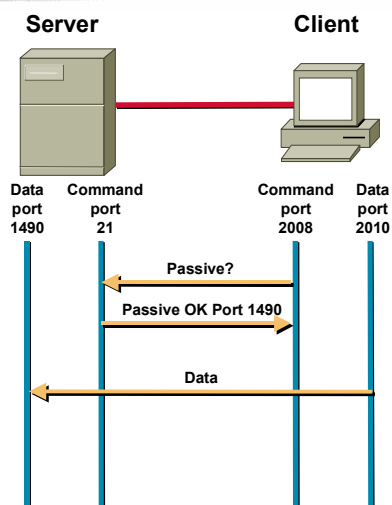 Server Client
Data Command Command Data
port port port port
1490 21 2008 2010
Passive?
Passive OK Port 1490
Data